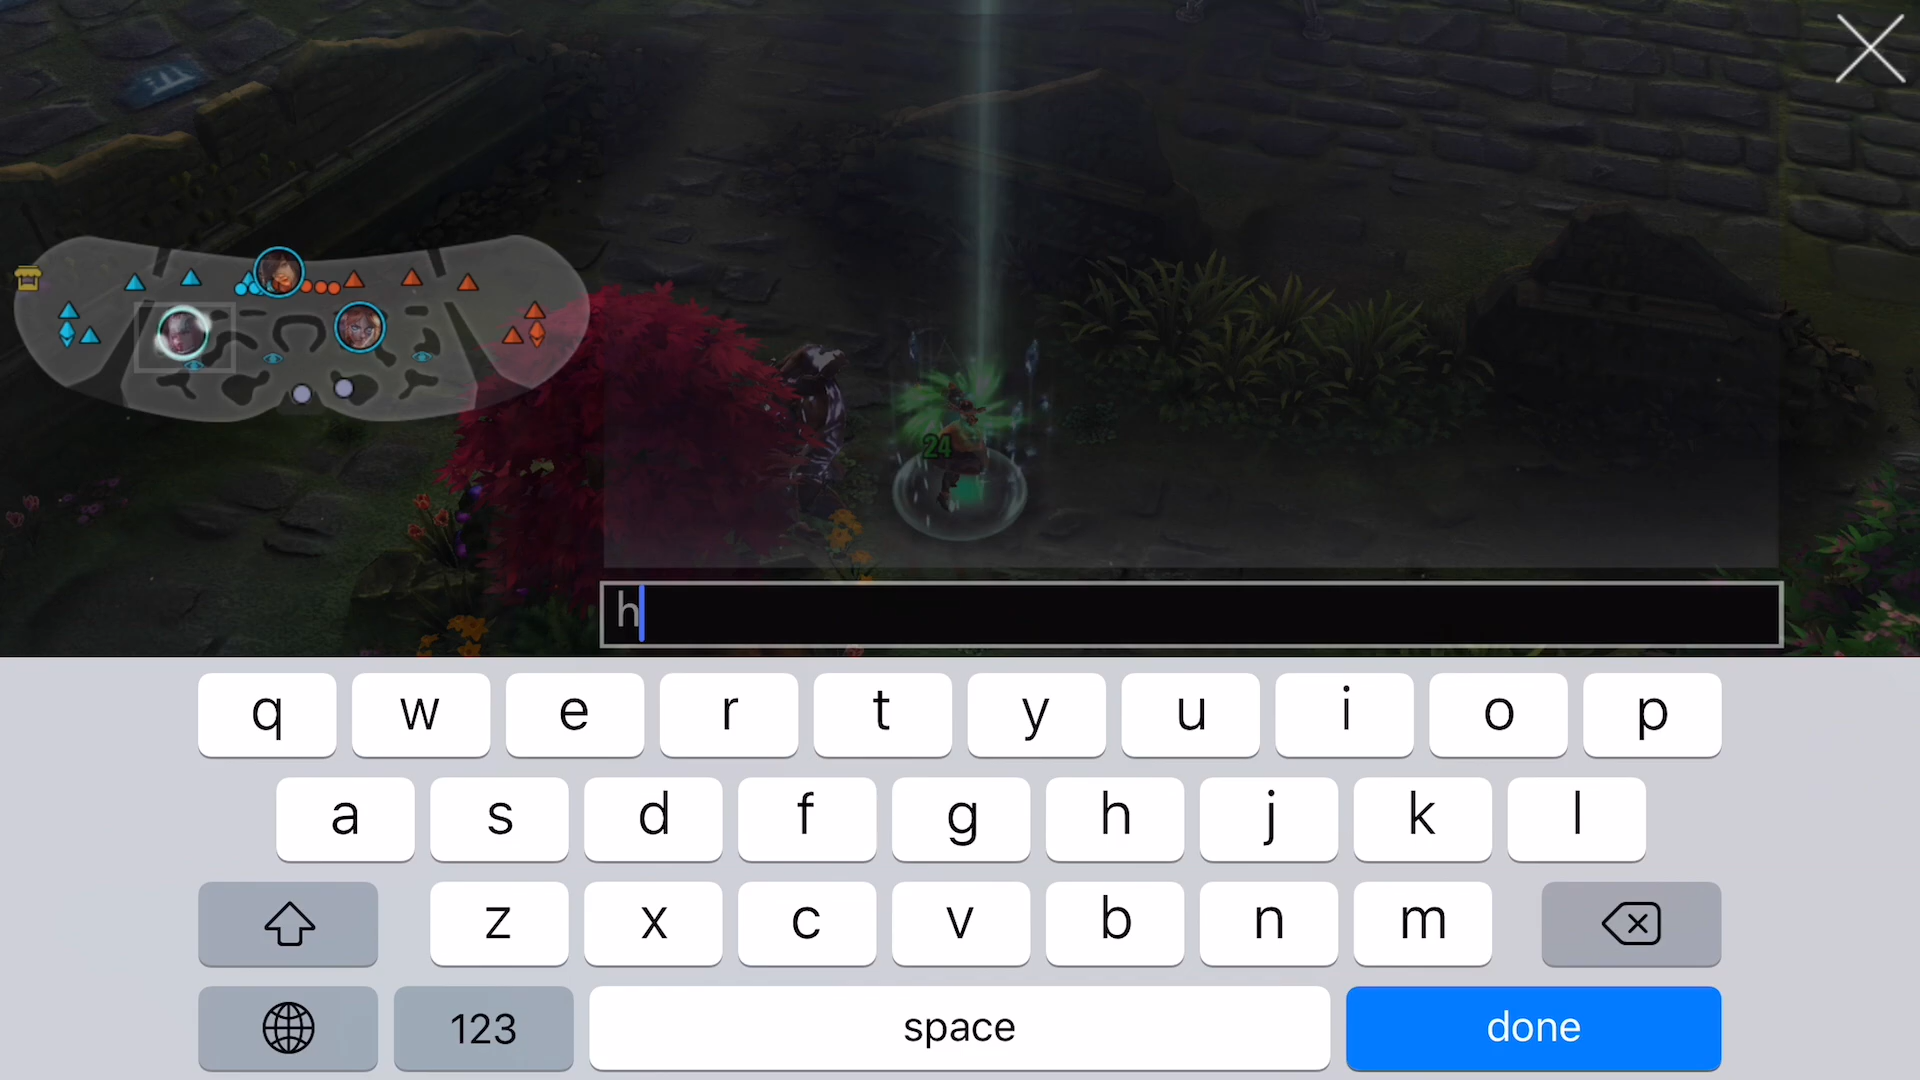 24
h
q w e r t y u i o p
a s d f g h j k l
z x c v b n m
123 space done